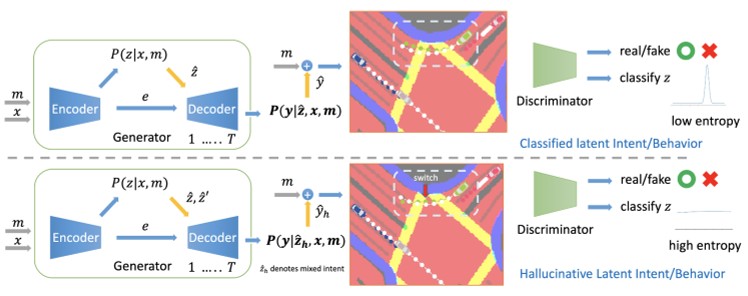 P(z|x, m)
ẑ
m
x
Encoder
e
Decoder
Generator
1 ..... T
m
+
ŷ
P(y|ẑ, x, m)
Discriminator
real/fake
classify z
low entropy
Classified latent Intent/Behavior
P(z|x, m)
ẑ, ẑ′
m
x
Encoder
e
Decoder
Generator
1 ..... T
m
+
ŷₕ
P(y|ẑₕ, x, m)
ẑₕ denotes mixed intent
switch
Discriminator
real/fake
classify z
high entropy
Hallucinative Latent Intent/Behavior